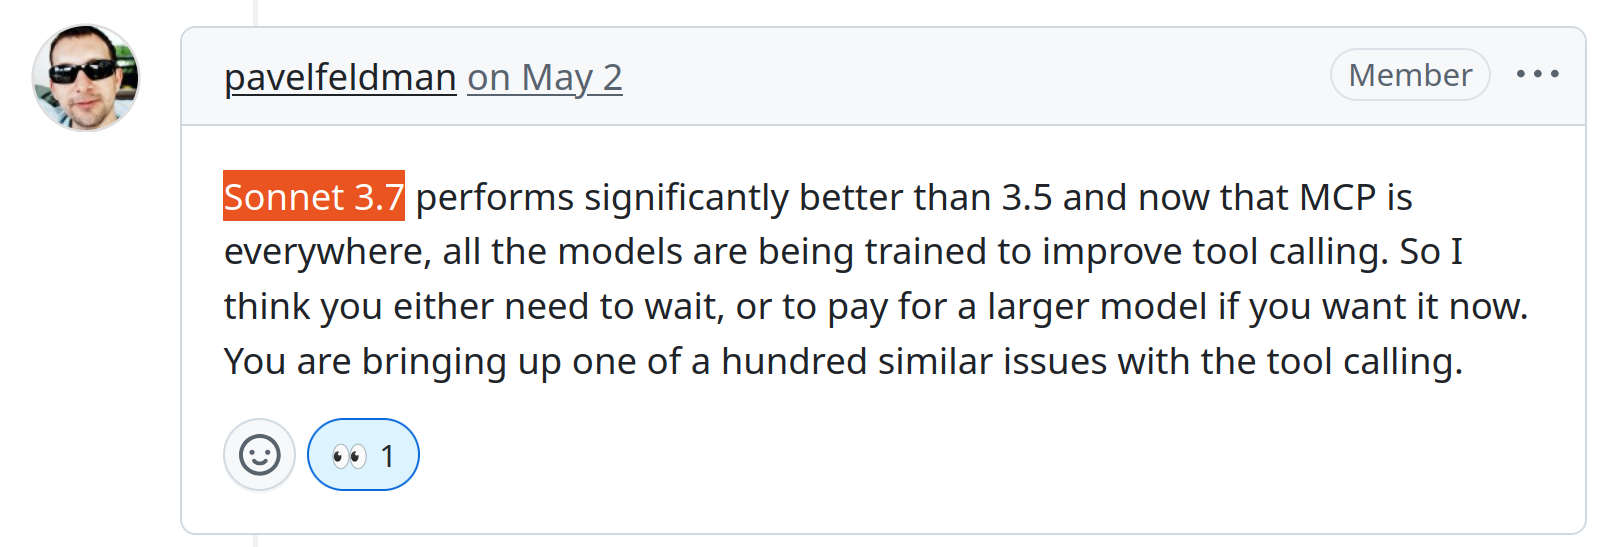 pavelfeldman on May 2
Member
Sonnet 3.7 performs significantly better than 3.5 and now that MCP is
everywhere, all the models are being trained to improve tool calling. So I
think you either need to wait, or to pay for a larger model if you want it now.
You are bringing up one of a hundred similar issues with the tool calling.
👀 1